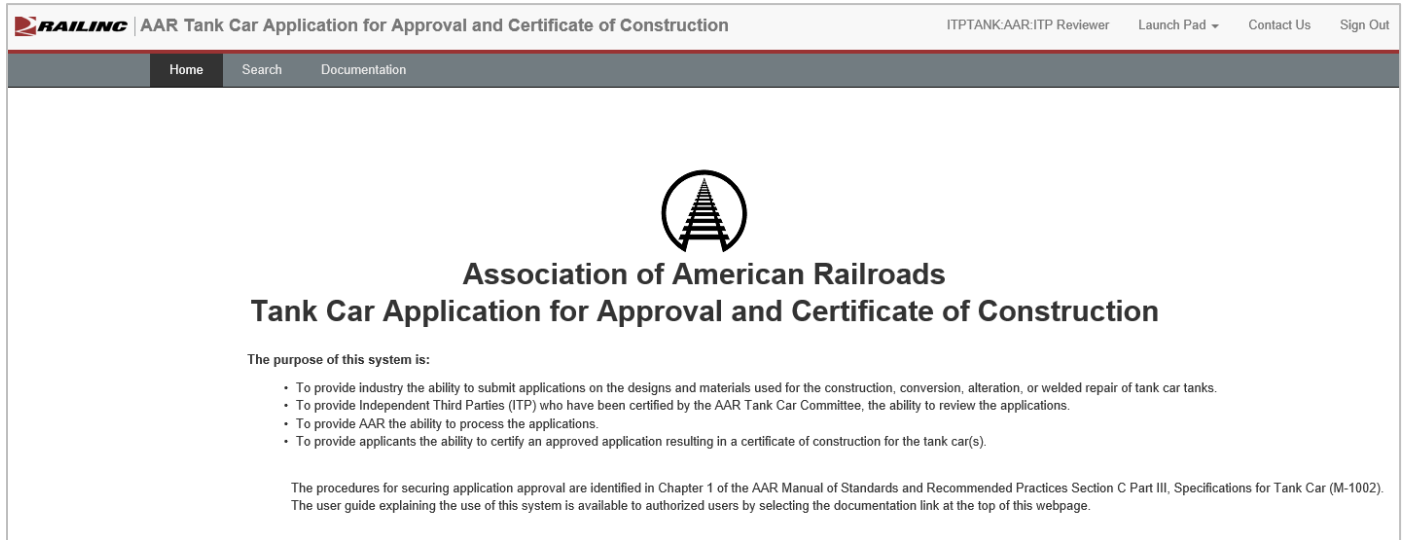 RAILINC AAR Tank Car Application for Approval and Certificate of Construction ITPTANK:AAR:ITP Reviewer Launch Pad Contact Us Sign Out
Home Search Documentation
Association of American Railroads
Tank Car Application for Approval and Certificate of Construction
The purpose of this system is:
• To provide industry the ability to submit applications on the designs and materials used for the construction, conversion, alteration, or welded repair of tank car tanks.
• To provide Independent Third Parties (ITP) who have been certified by the AAR Tank Car Committee, the ability to review the applications.
• To provide AAR the ability to process the applications.
• To provide applicants the ability to certify an approved application resulting in a certificate of construction for the tank car(s).
The procedures for securing application approval are identified in Chapter 1 of the AAR Manual of Standards and Recommended Practices Section C Part III, Specifications for Tank Car (M-1002).
The user guide explaining the use of this system is available to authorized users by selecting the documentation link at the top of this webpage.